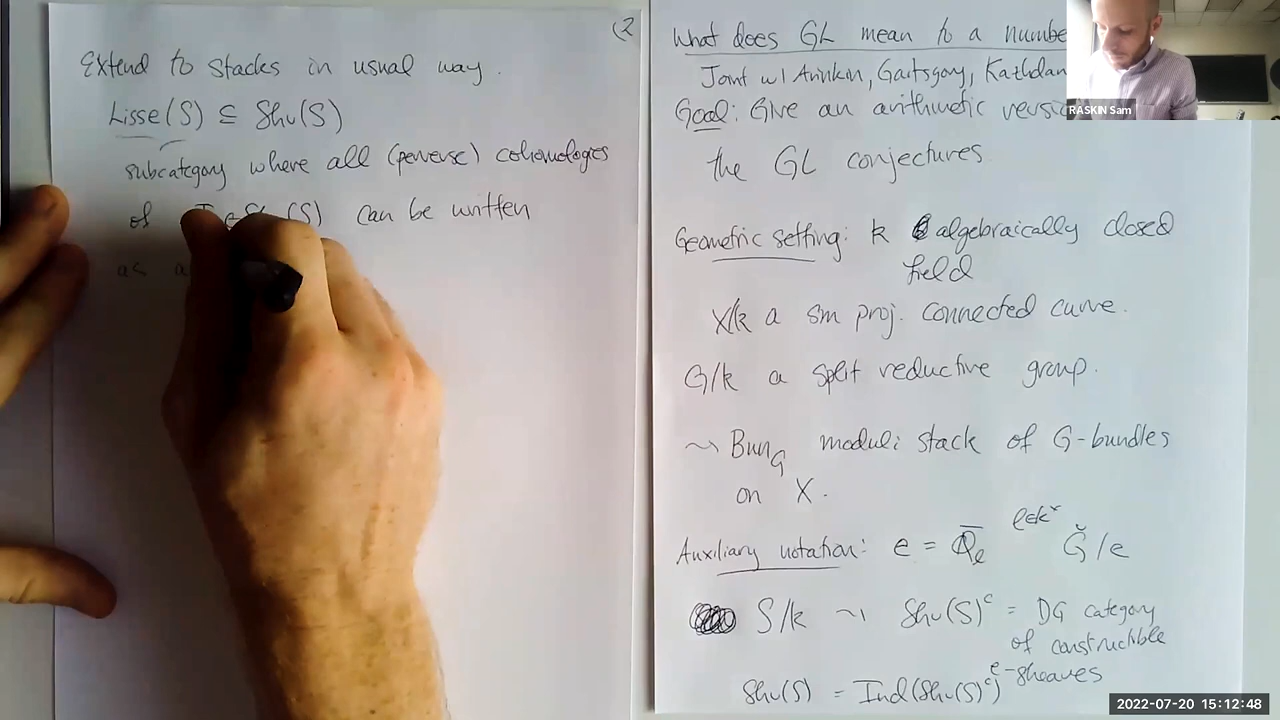 (2
Extend to stacks in usual way.
Lisse(S) ⊆ Shv(S)
subcategory where all (perverse) cohomologies
of (S) can be written
as a
What does GL mean to a numbe
Joint w/ Arinkin, Gaitsgory, Kazhdan
Goal: Give an arithmetic versi
the GL conjectures
Geometric setting: k algebraically closed
field
X/k a sm proj. connected curve.
G/k a split reductive group.
⤳ Bun_G moduli stack of G-bundles
on X.
Auxiliary notation: e = Q̄_ℓ ℓ∈k^× Ǧ/e
S/k ⤳ Shv(S)^c = DG category
of constructible
e-sheaves
Shv(S) = Ind(Shv(S)^c)
RASKIN Sam
2022-07-20 15:12:48